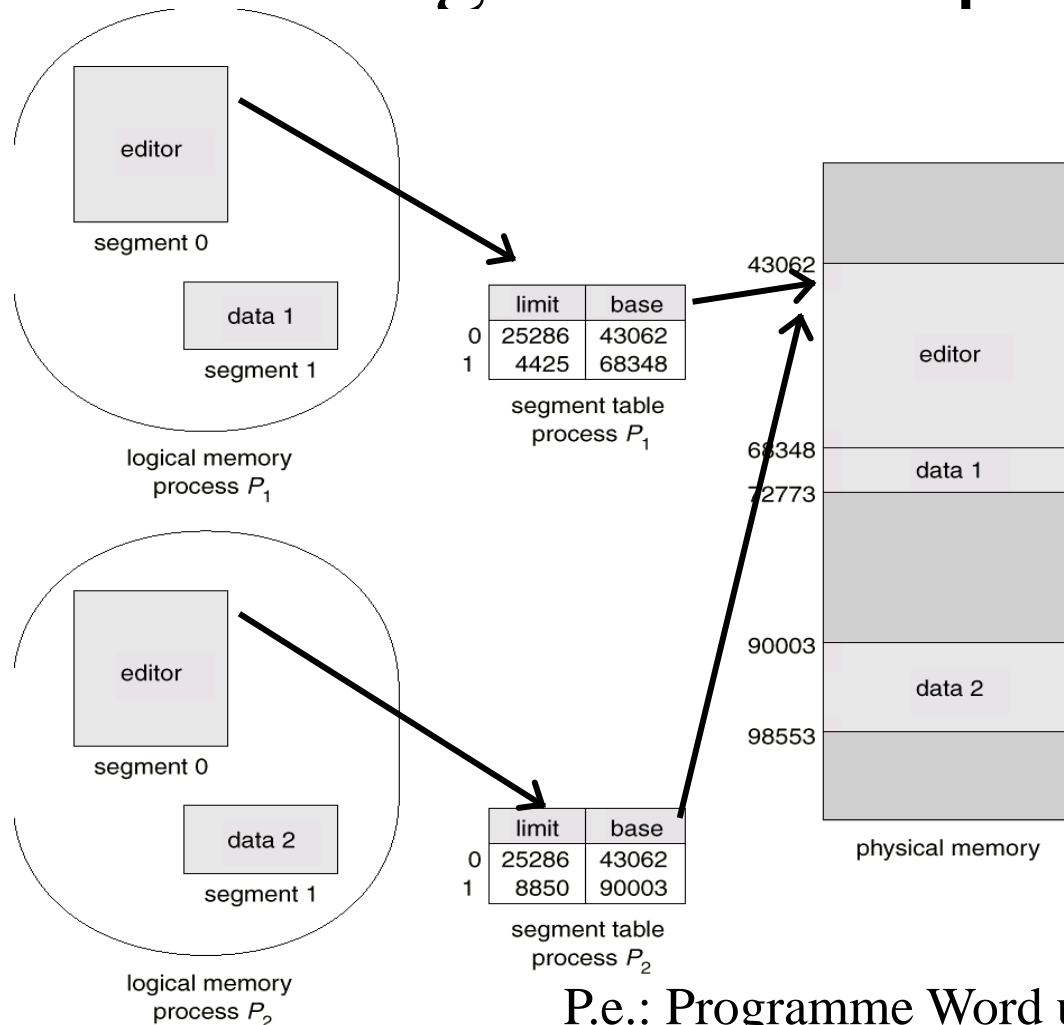 editor
segment 0
data 1
segment 1
logical memory
process P1
limit base
0 25286 43062
1 4425 68348
segment table
process P1
43062
editor
68348
data 1
72773
90003
data 2
98553
physical memory
editor
segment 0
data 2
segment 1
logical memory
process P2
limit base
0 25286 43062
1 8850 90003
segment table
process P2
P.e.: Programme Word